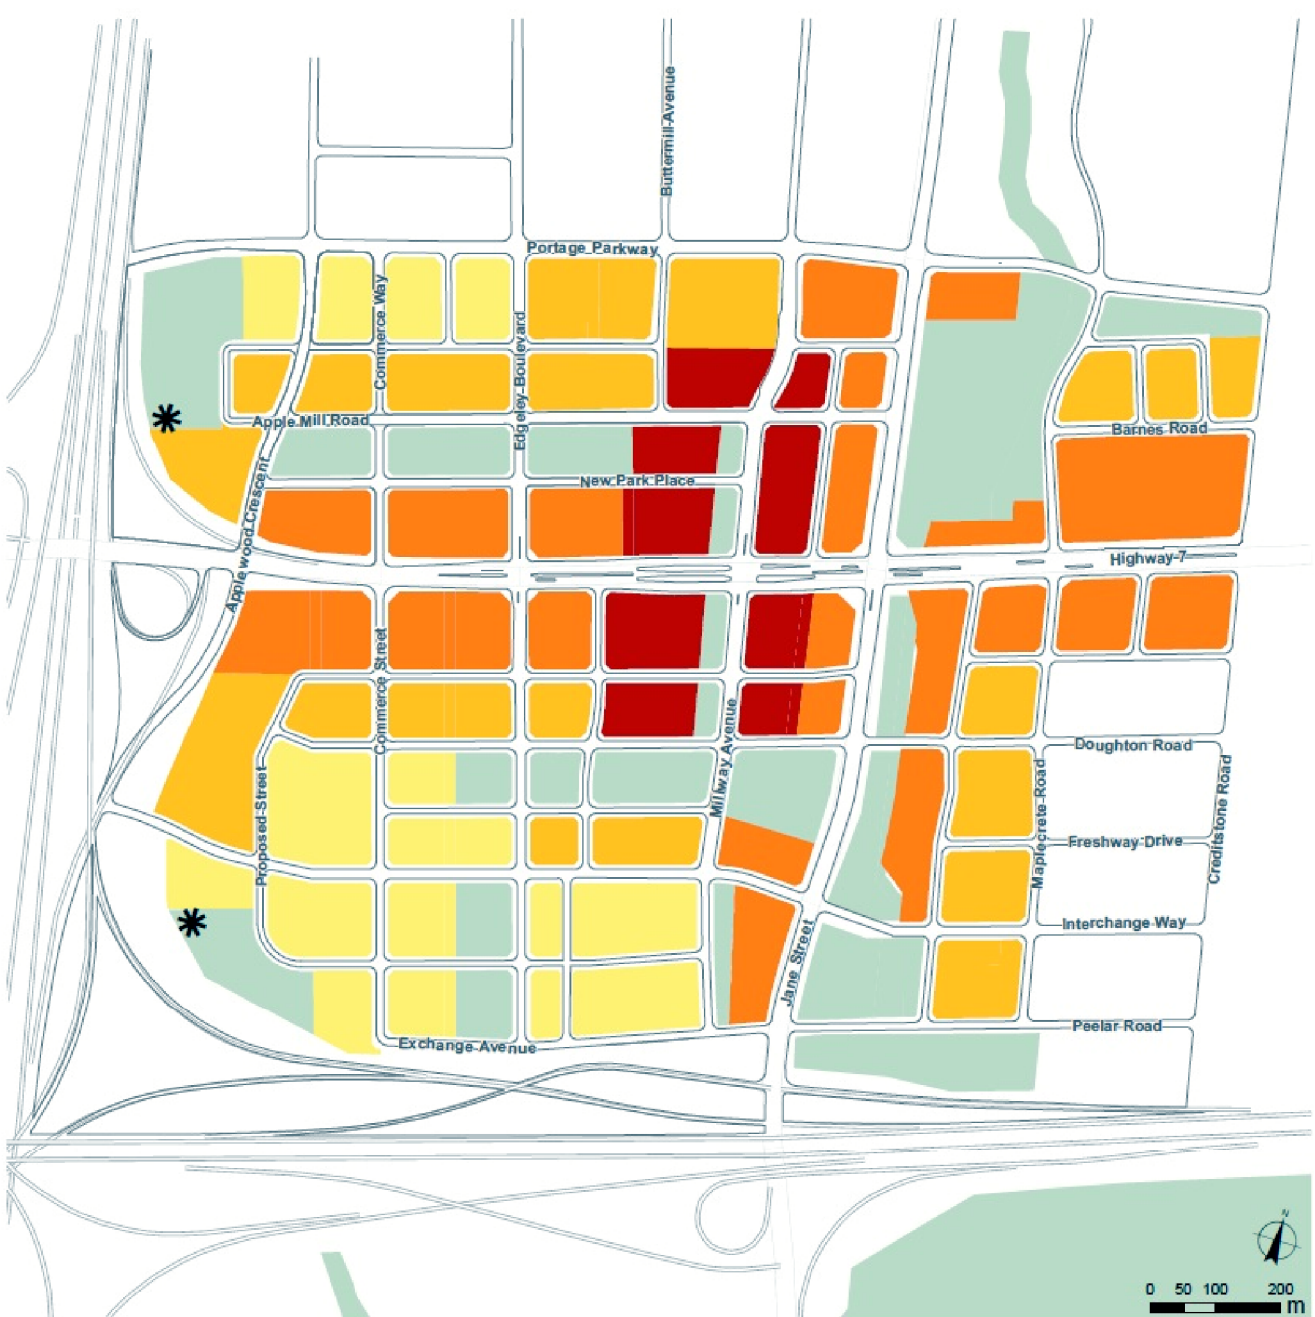 Buttermill Avenue
Portage Parkway
Commerce Way
Edgeley Boulevard
Apple Mill Road
Barnes Road
New Park Place
Applewood Crescent
Highway 7
Commerce Street
Millway Avenue
Doughton Road
Proposed Street
Maplecrete Road
Creditstone Road
Freshway Drive
Interchange Way
Jane Street
Peelar Road
Exchange Avenue
N
0 50 100 200
m